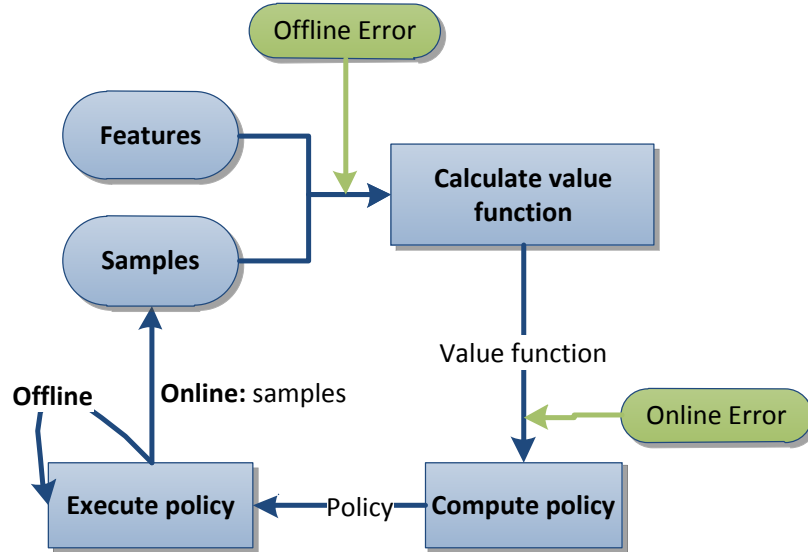 Offline Error
Features
Calculate value
function
Samples
Value function
Offline
Online: samples
Online Error
Execute policy
Policy
Compute policy